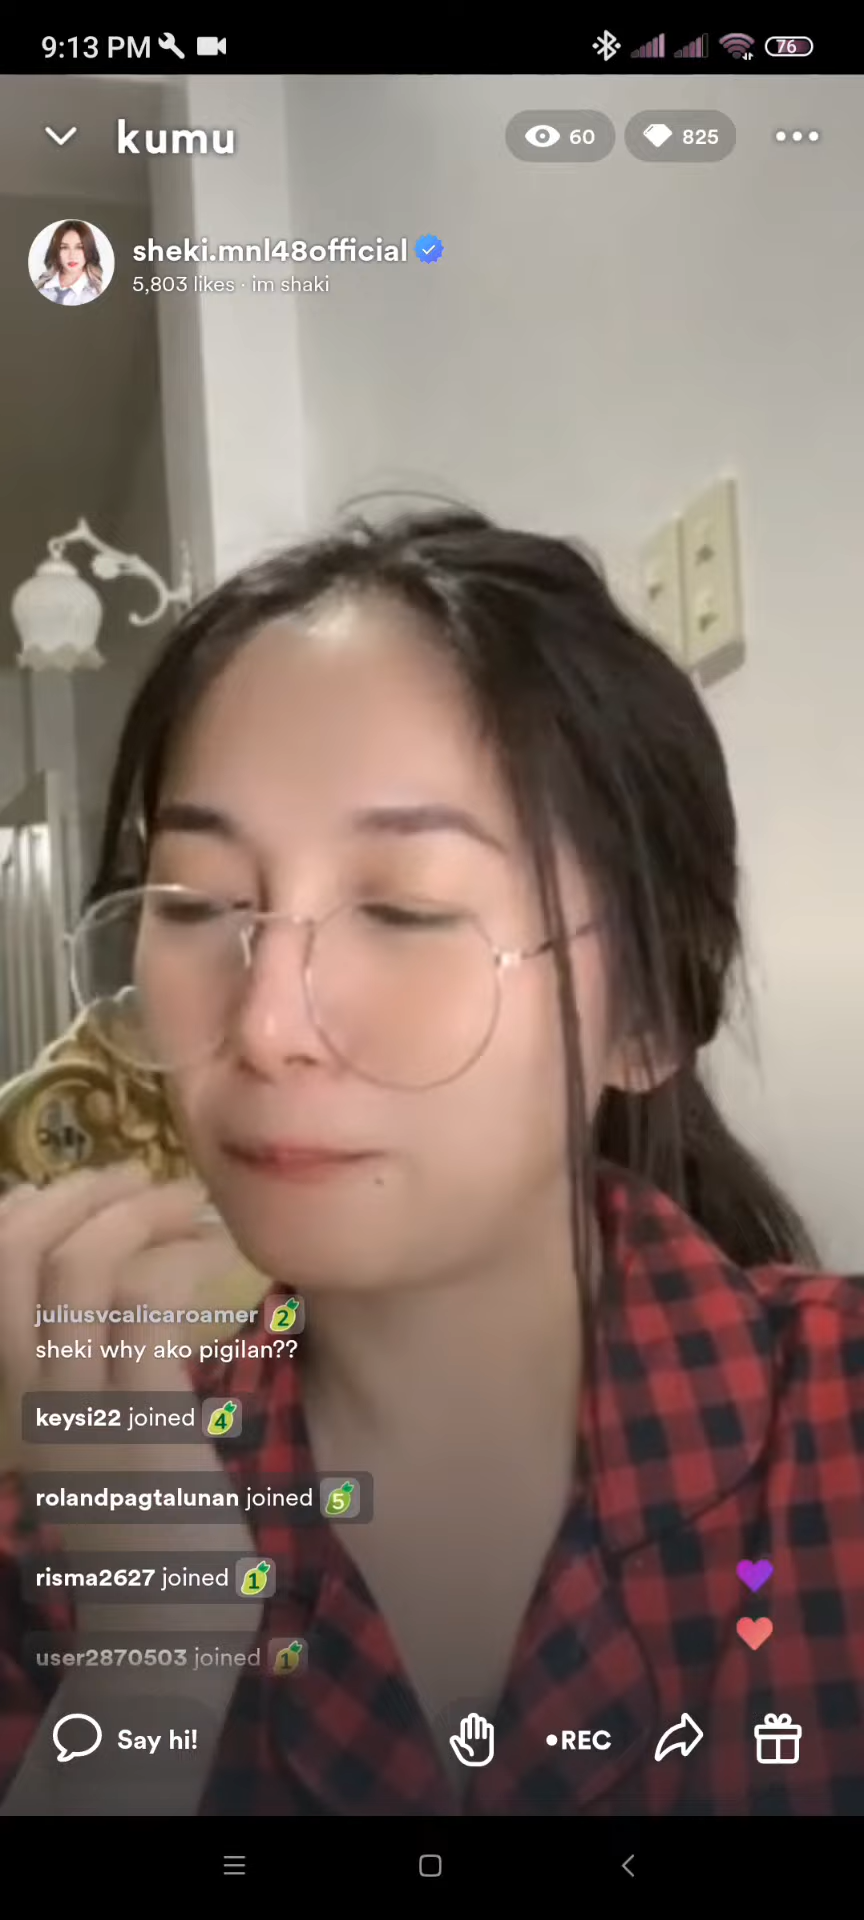 9:13 PM
76
kumu
60
825
sheki.mnl48official
5,803 likes · im shaki
juliusvcalicaroamer 2
sheki why ako pigilan??
keysi22 joined 4
rolandpagtalunan joined 5
risma2627 joined 1
user2870503 joined 1
Say hi!
•REC